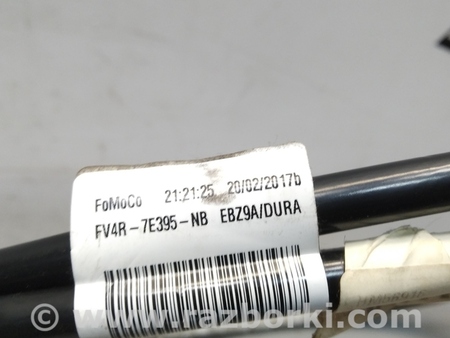 FoMoCo 21:21:25 20/02/2017b
FV4R-7E395-NB EBZ9A/DURA
www.razborki.com